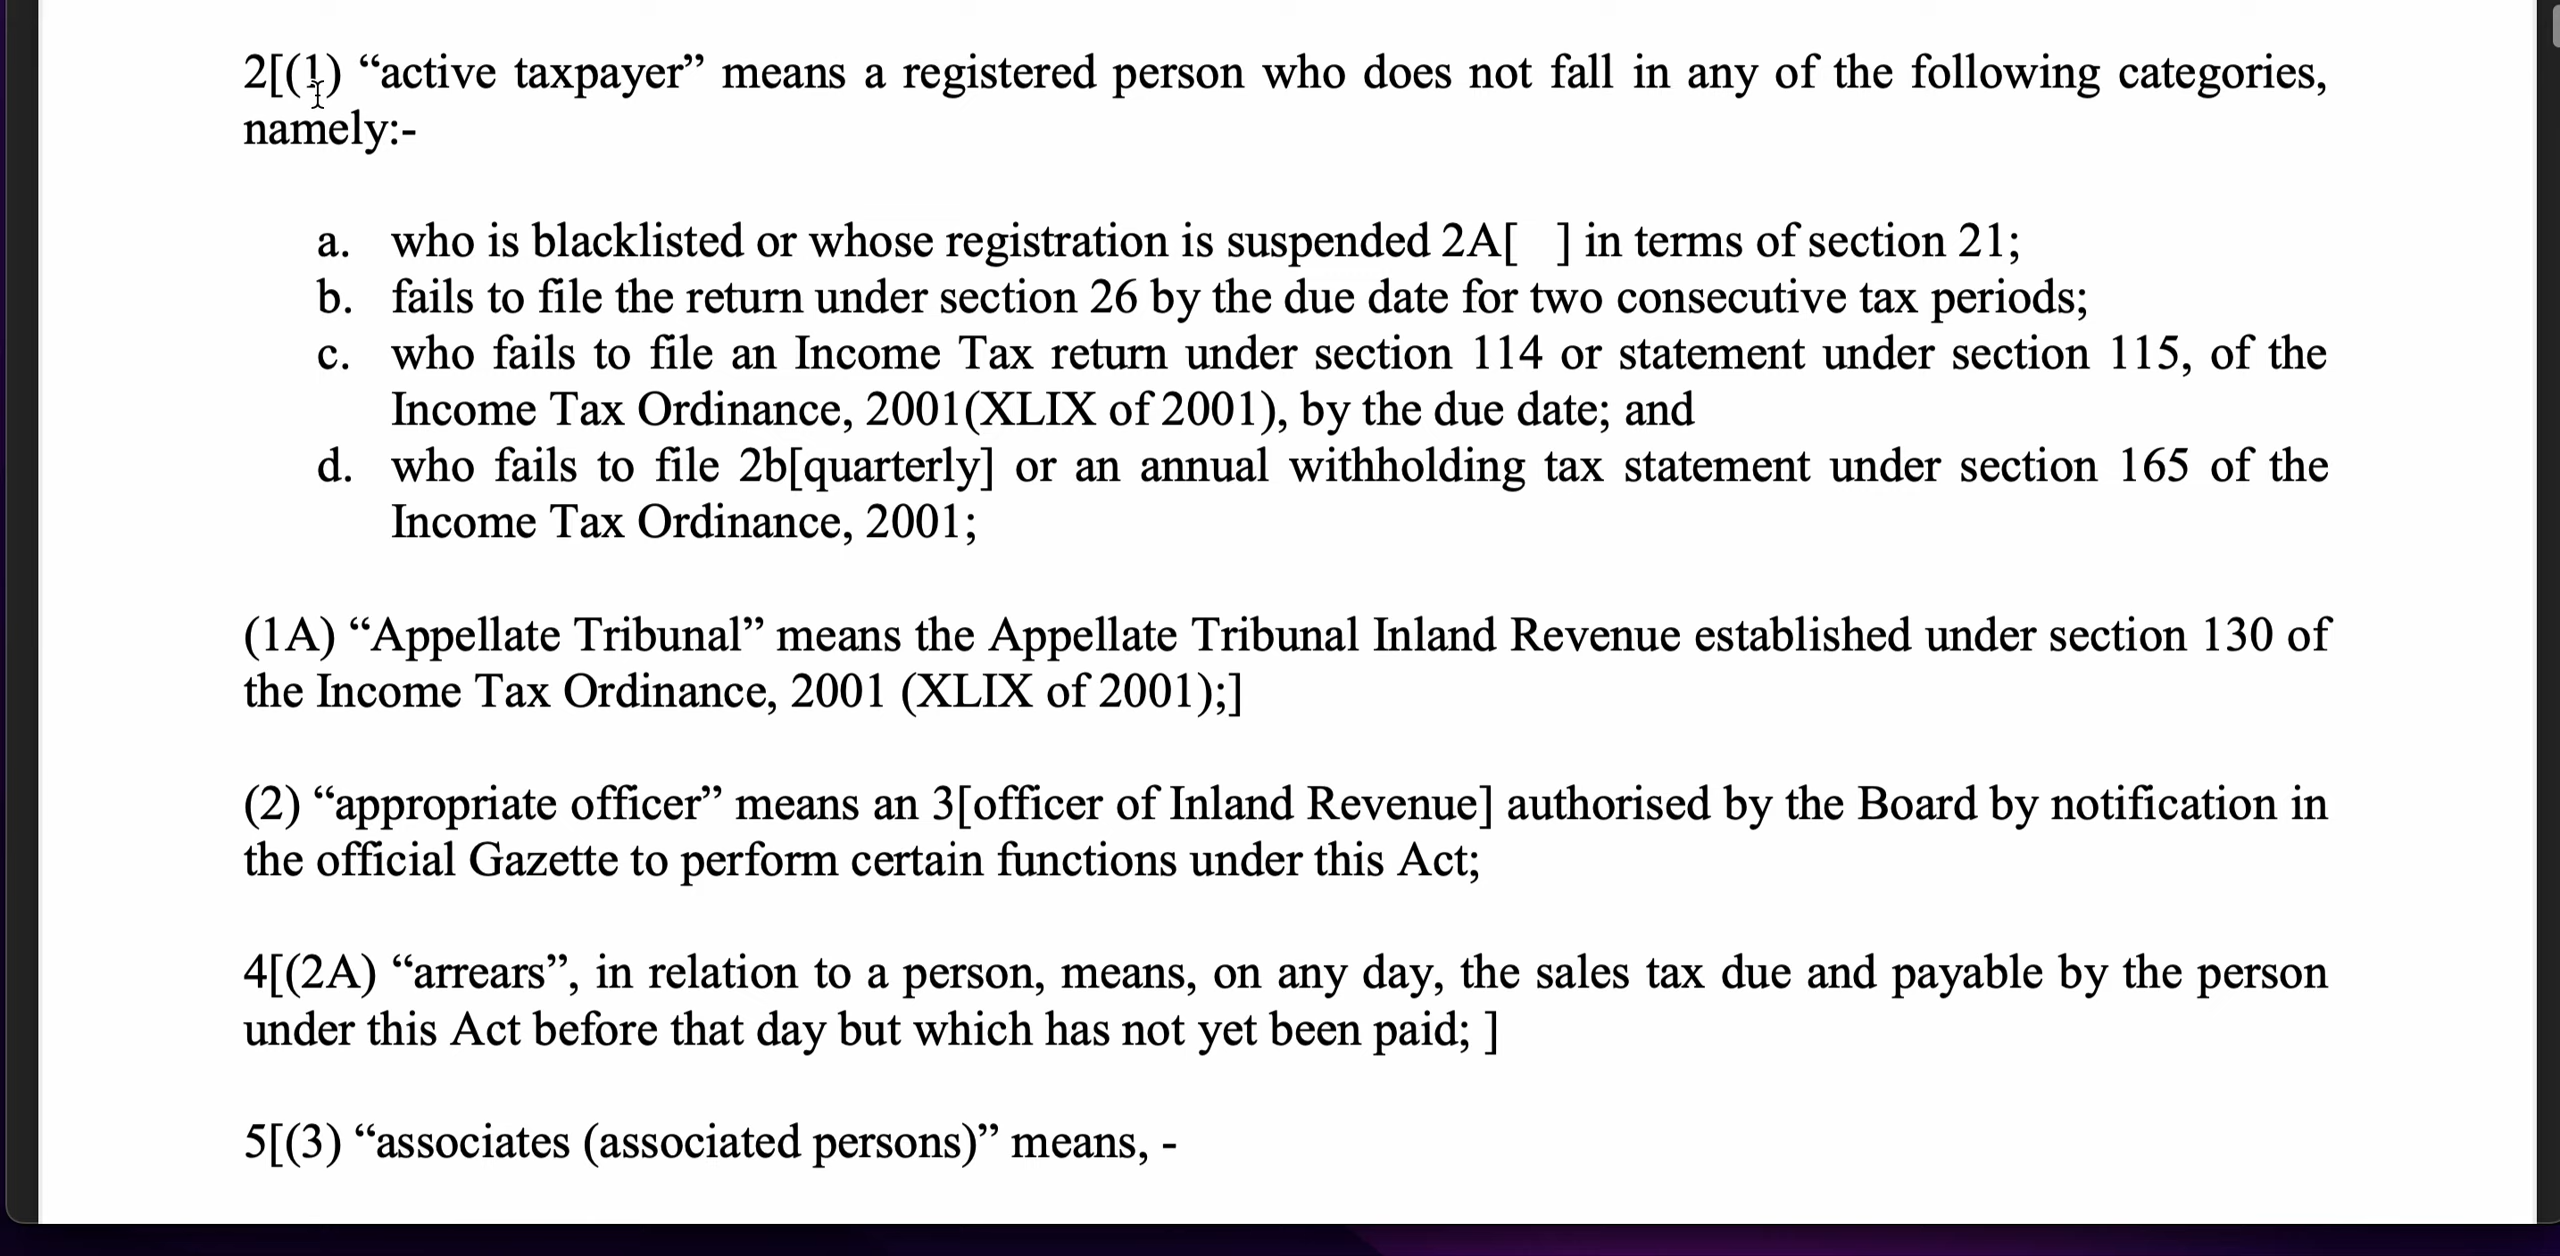 2[(1) “active taxpayer” means a registered person who does not fall in any of the following categories,
namely:-
a. who is blacklisted or whose registration is suspended 2A[ ] in terms of section 21;
b. fails to file the return under section 26 by the due date for two consecutive tax periods;
c. who fails to file an Income Tax return under section 114 or statement under section 115, of the
Income Tax Ordinance, 2001(XLIX of 2001), by the due date; and
d. who fails to file 2b[quarterly] or an annual withholding tax statement under section 165 of the
Income Tax Ordinance, 2001;
(1A) “Appellate Tribunal” means the Appellate Tribunal Inland Revenue established under section 130 of
the Income Tax Ordinance, 2001 (XLIX of 2001);]
(2) “appropriate officer” means an 3[officer of Inland Revenue] authorised by the Board by notification in
the official Gazette to perform certain functions under this Act;
4[(2A) “arrears”, in relation to a person, means, on any day, the sales tax due and payable by the person
under this Act before that day but which has not yet been paid; ]
5[(3) “associates (associated persons)” means, -